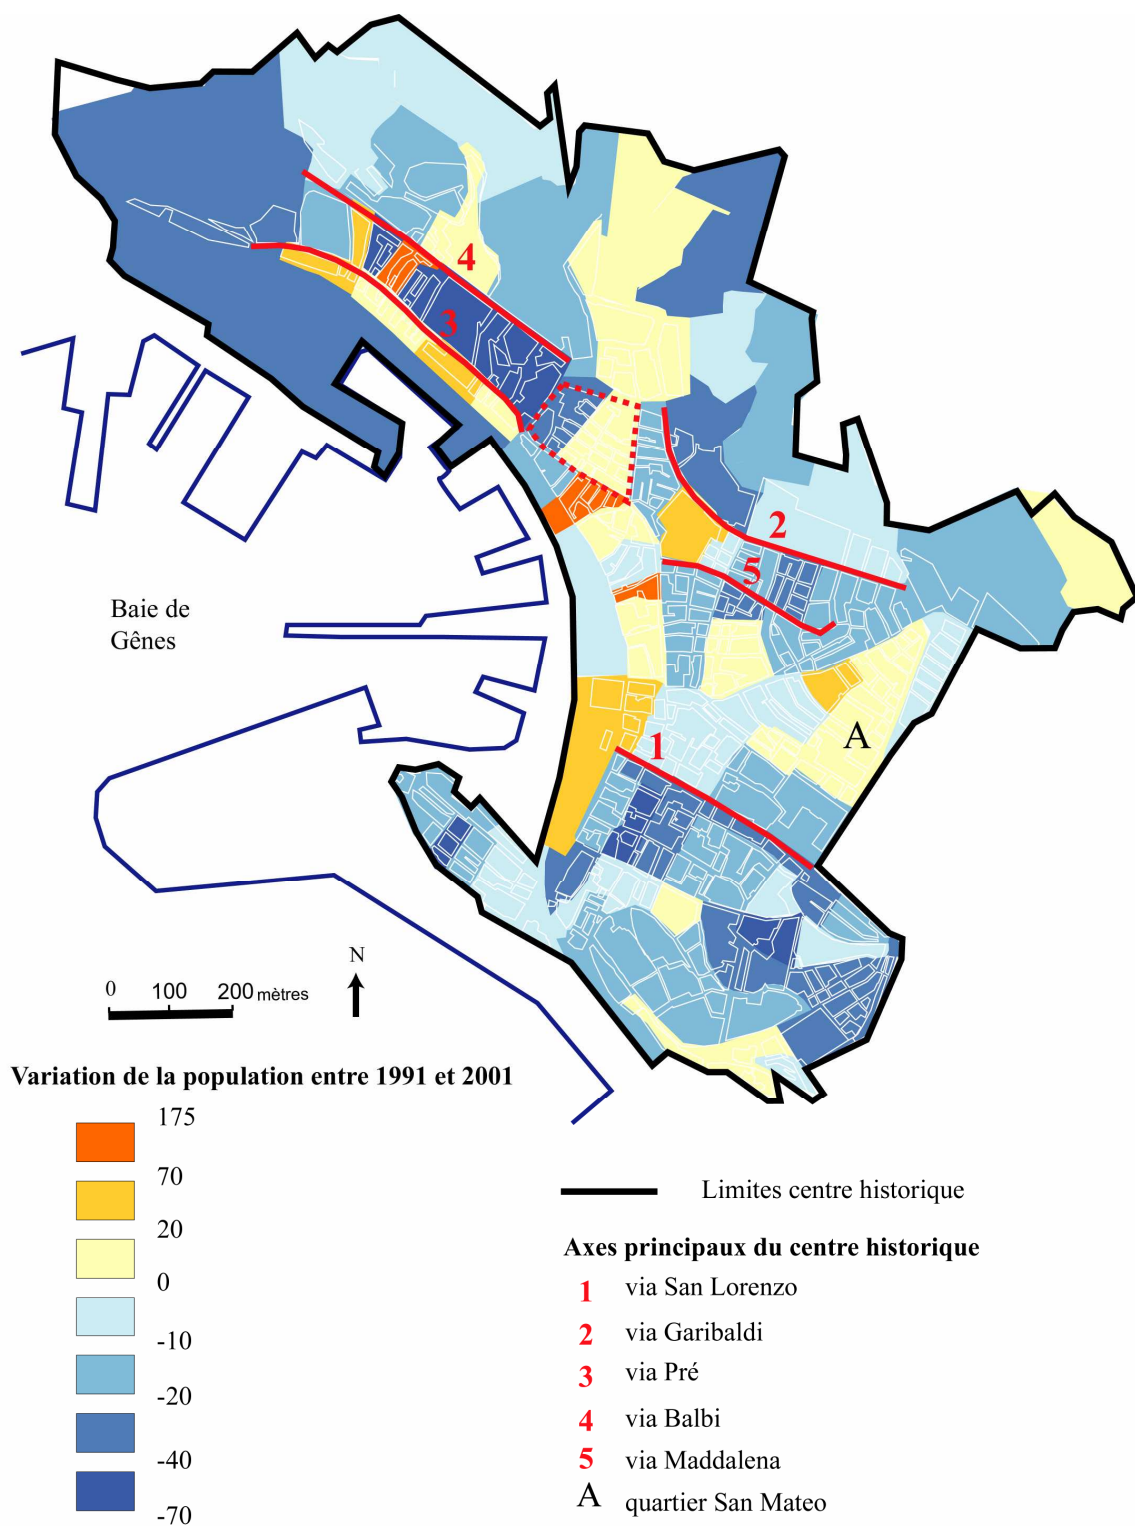 4
3
2
5
Baie de
Gênes
1
A
N
0 100 200 mètres
Variation de la population entre 1991 et 2001
175
70
20
0
-10
-20
-40
-70
Limites centre historique
Axes principaux du centre historique
1 via San Lorenzo
2 via Garibaldi
3 via Pré
4 via Balbi
5 via Maddalena
A quartier San Mateo